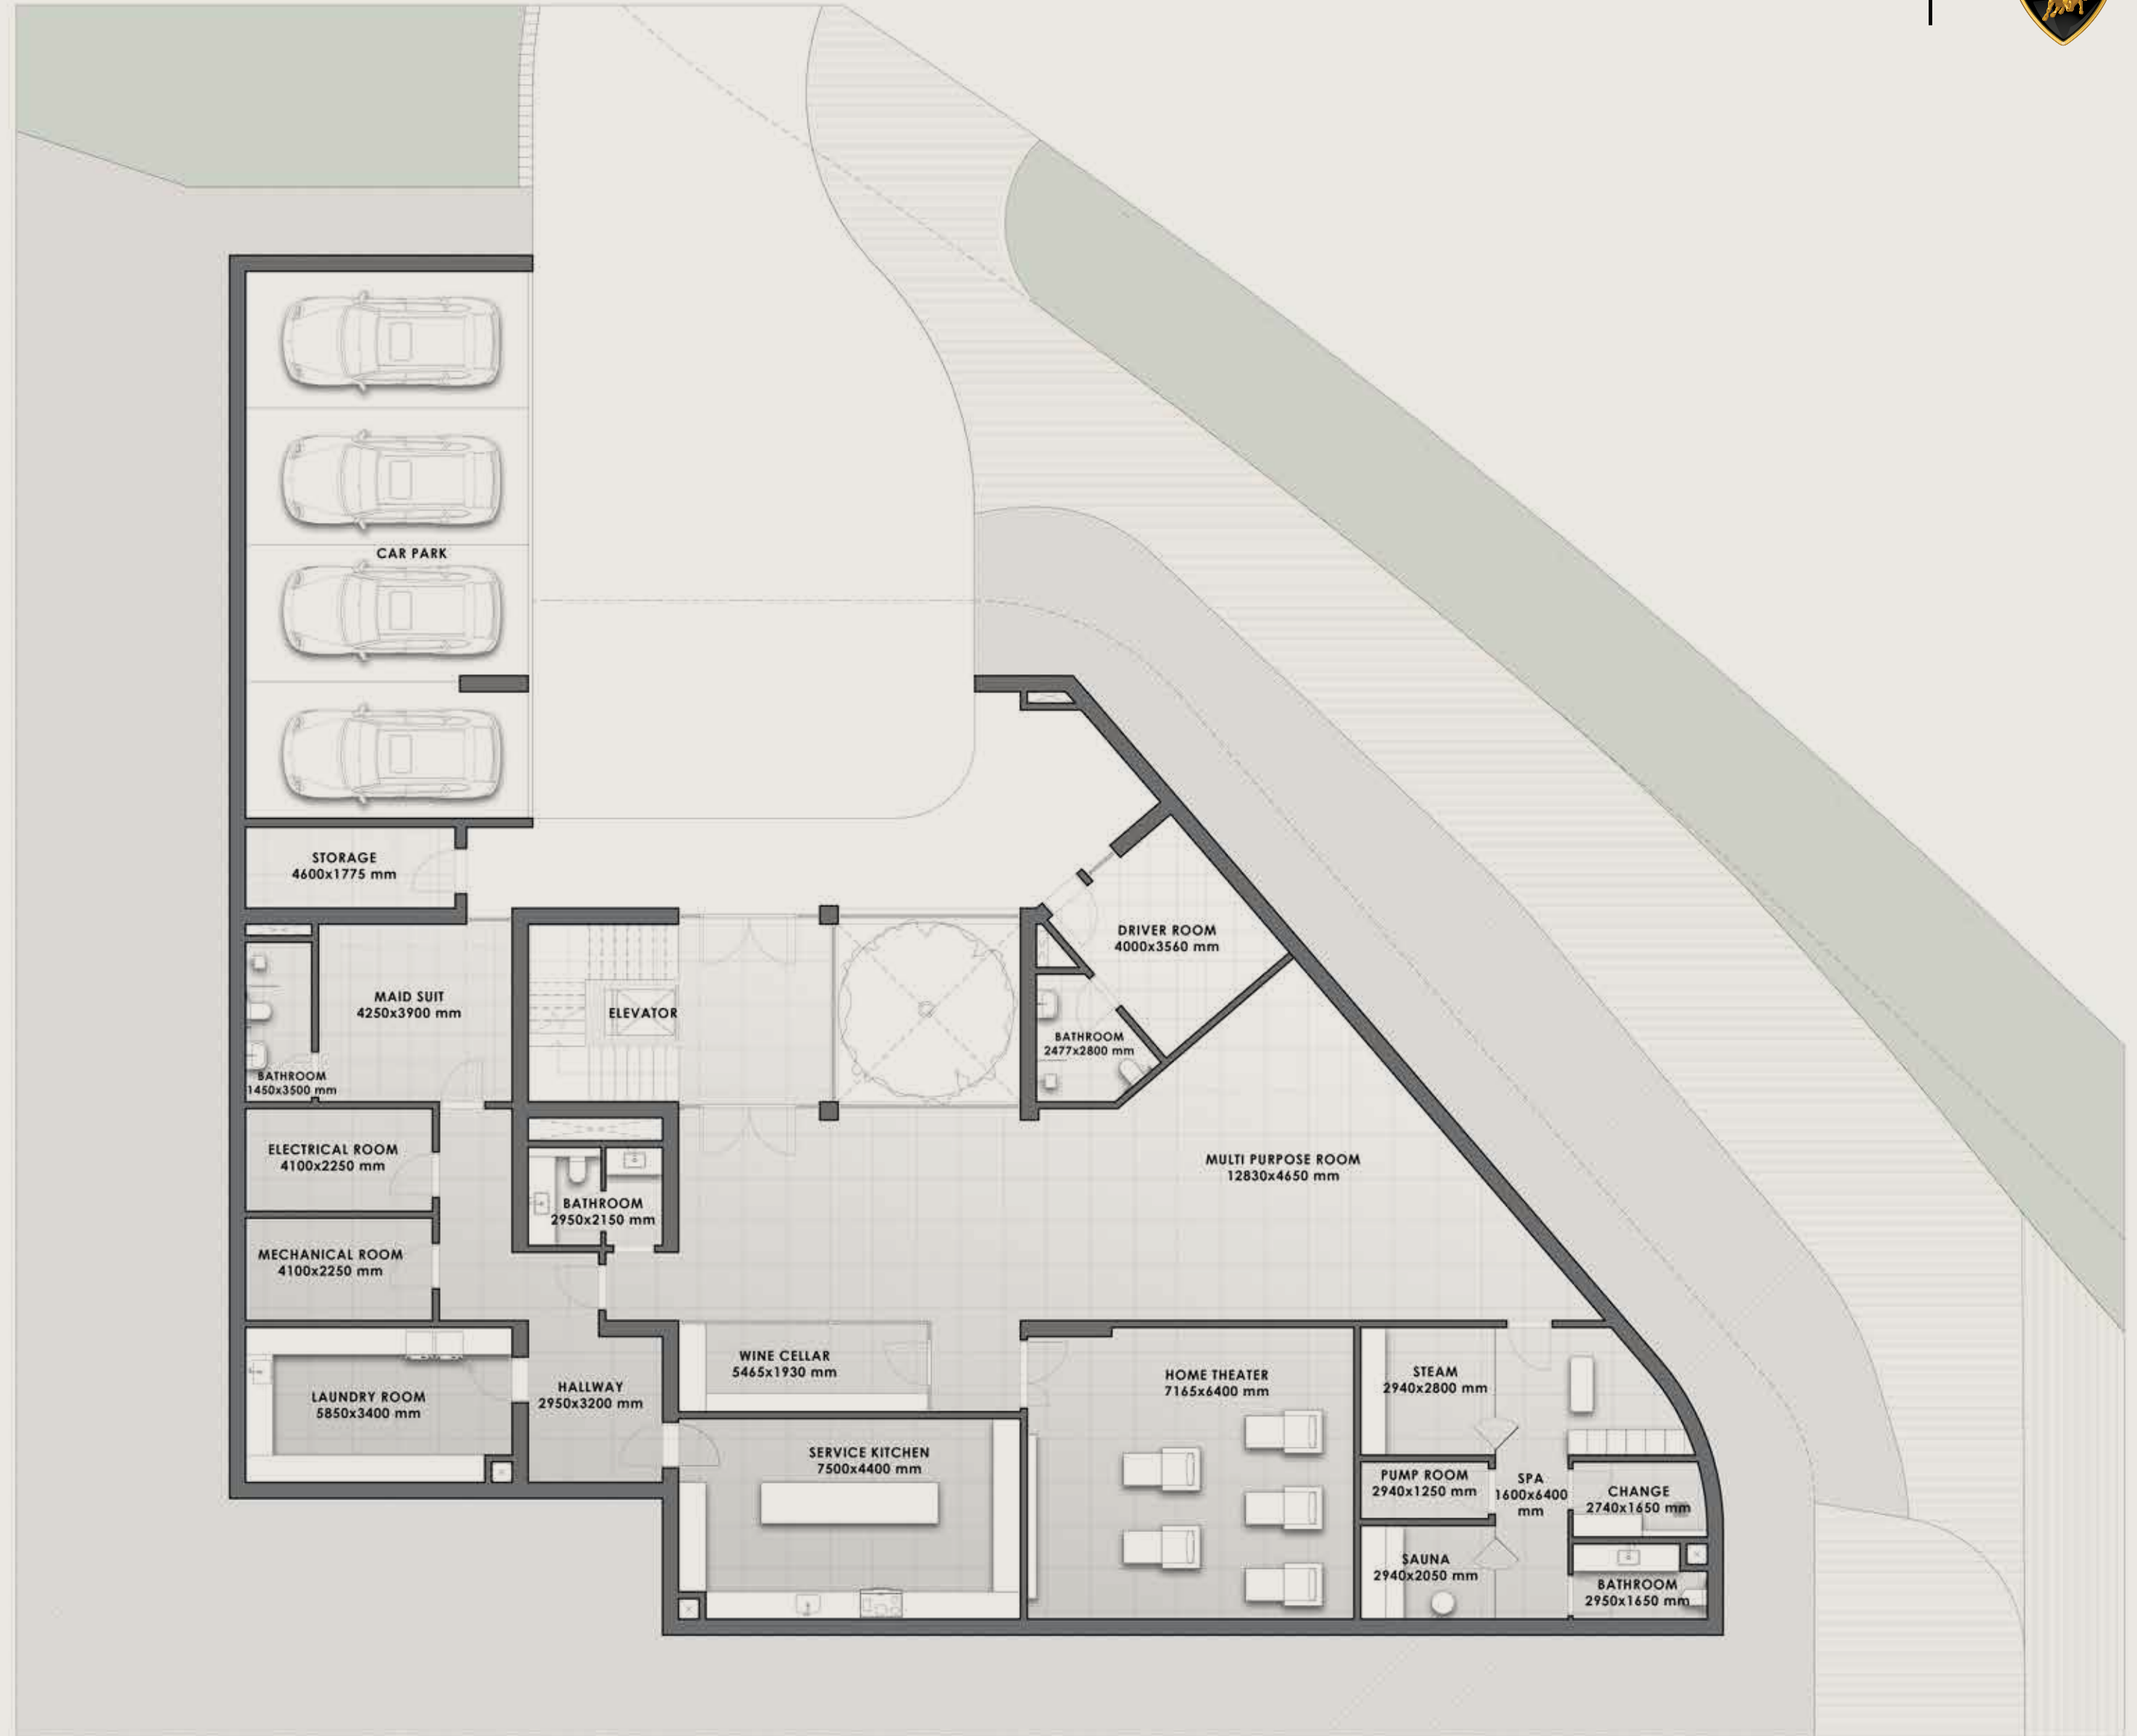 CAR PARK
STORAGE
4600x1775 mm
DRIVER ROOM
4000x3560 mm
MAID SUIT
4250x3900 mm
ELEVATOR
BATHROOM
2477x2800 mm
BATHROOM
1450x3500 mm
ELECTRICAL ROOM
4100x2250 mm
MULTI PURPOSE ROOM
12830x4650 mm
BATHROOM
2950x2150 mm
MECHANICAL ROOM
4100x2250 mm
WINE CELLAR
5465x1930 mm
HOME THEATER
7165x6400 mm
STEAM
2940x2800 mm
LAUNDRY ROOM
5850x3400 mm
HALLWAY
2950x3200 mm
SERVICE KITCHEN
7500x4400 mm
PUMP ROOM
2940x1250 mm
SPA
1600x6400
mm
CHANGE
2740x1650 mm
SAUNA
2940x2050 mm
BATHROOM
2950x1650 mm